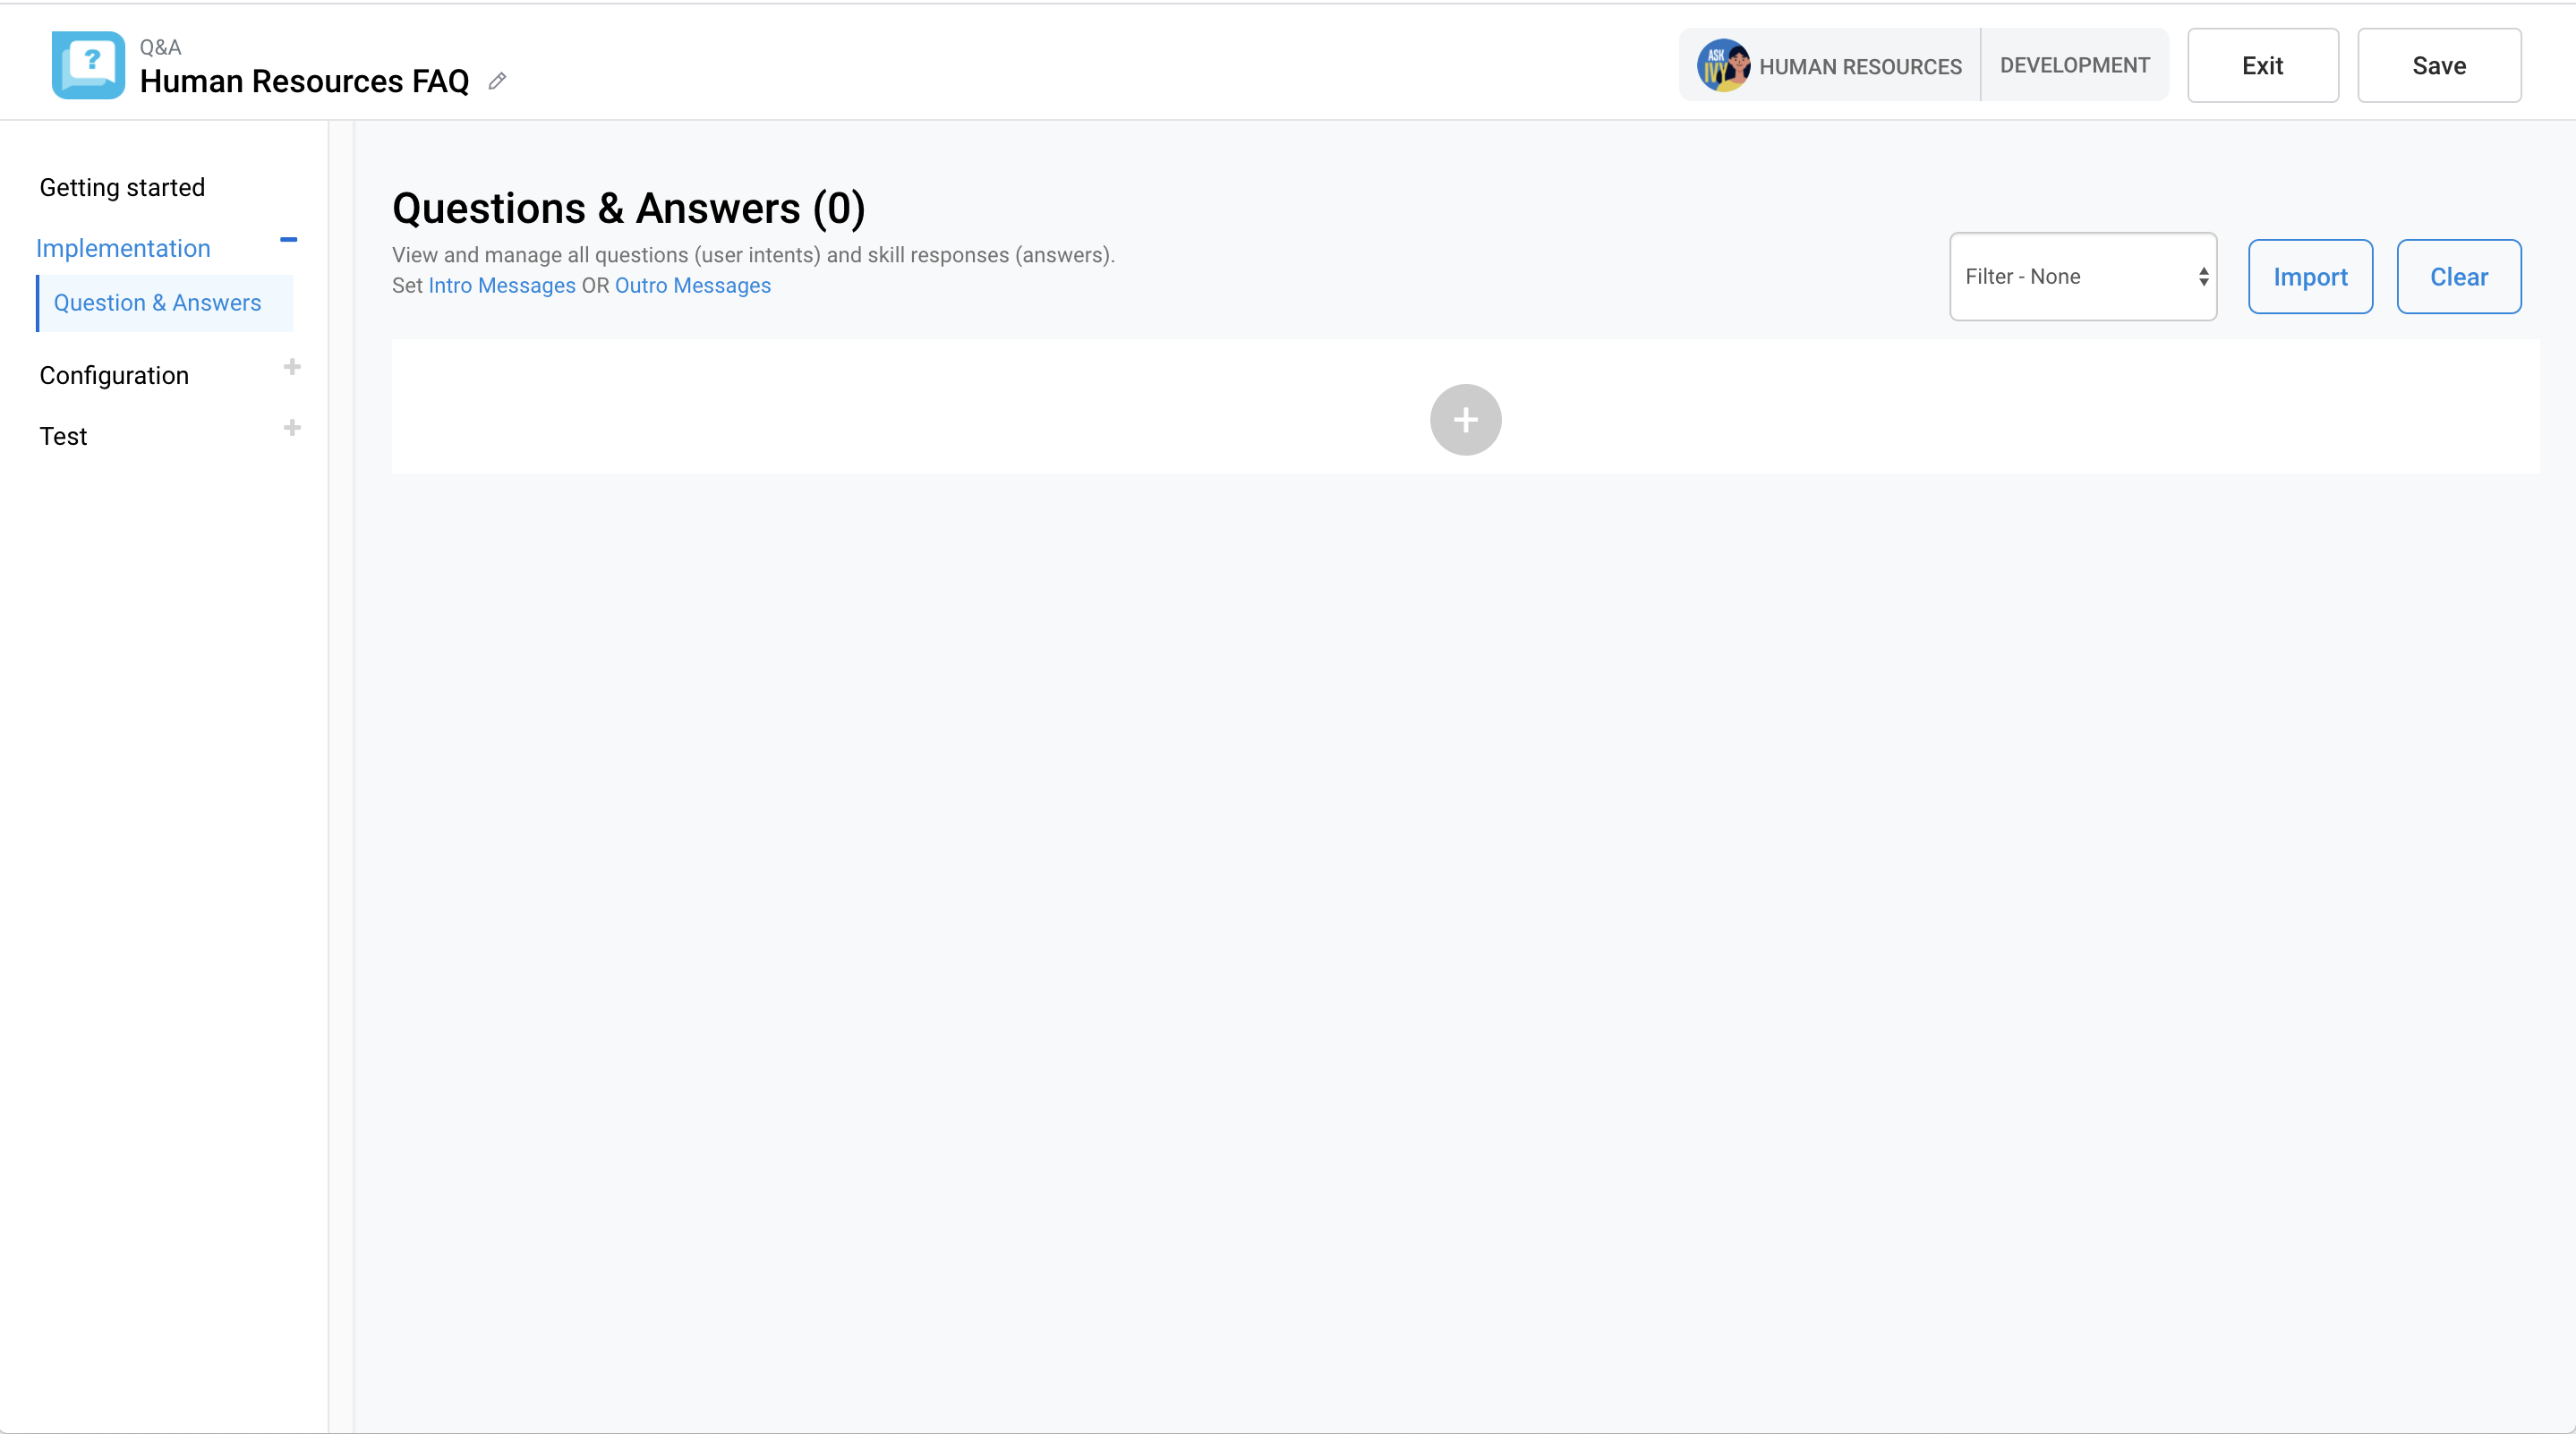 Q&A
Human Resources FAQ
?
ASK
IVY
HUMAN RESOURCES
DEVELOPMENT
Exit
Save
Getting started
Implementation
Question & Answers
Configuration
Test
Questions & Answers (0)
View and manage all questions (user intents) and skill responses (answers).
Set Intro Messages OR Outro Messages
Filter - None
Import
Clear